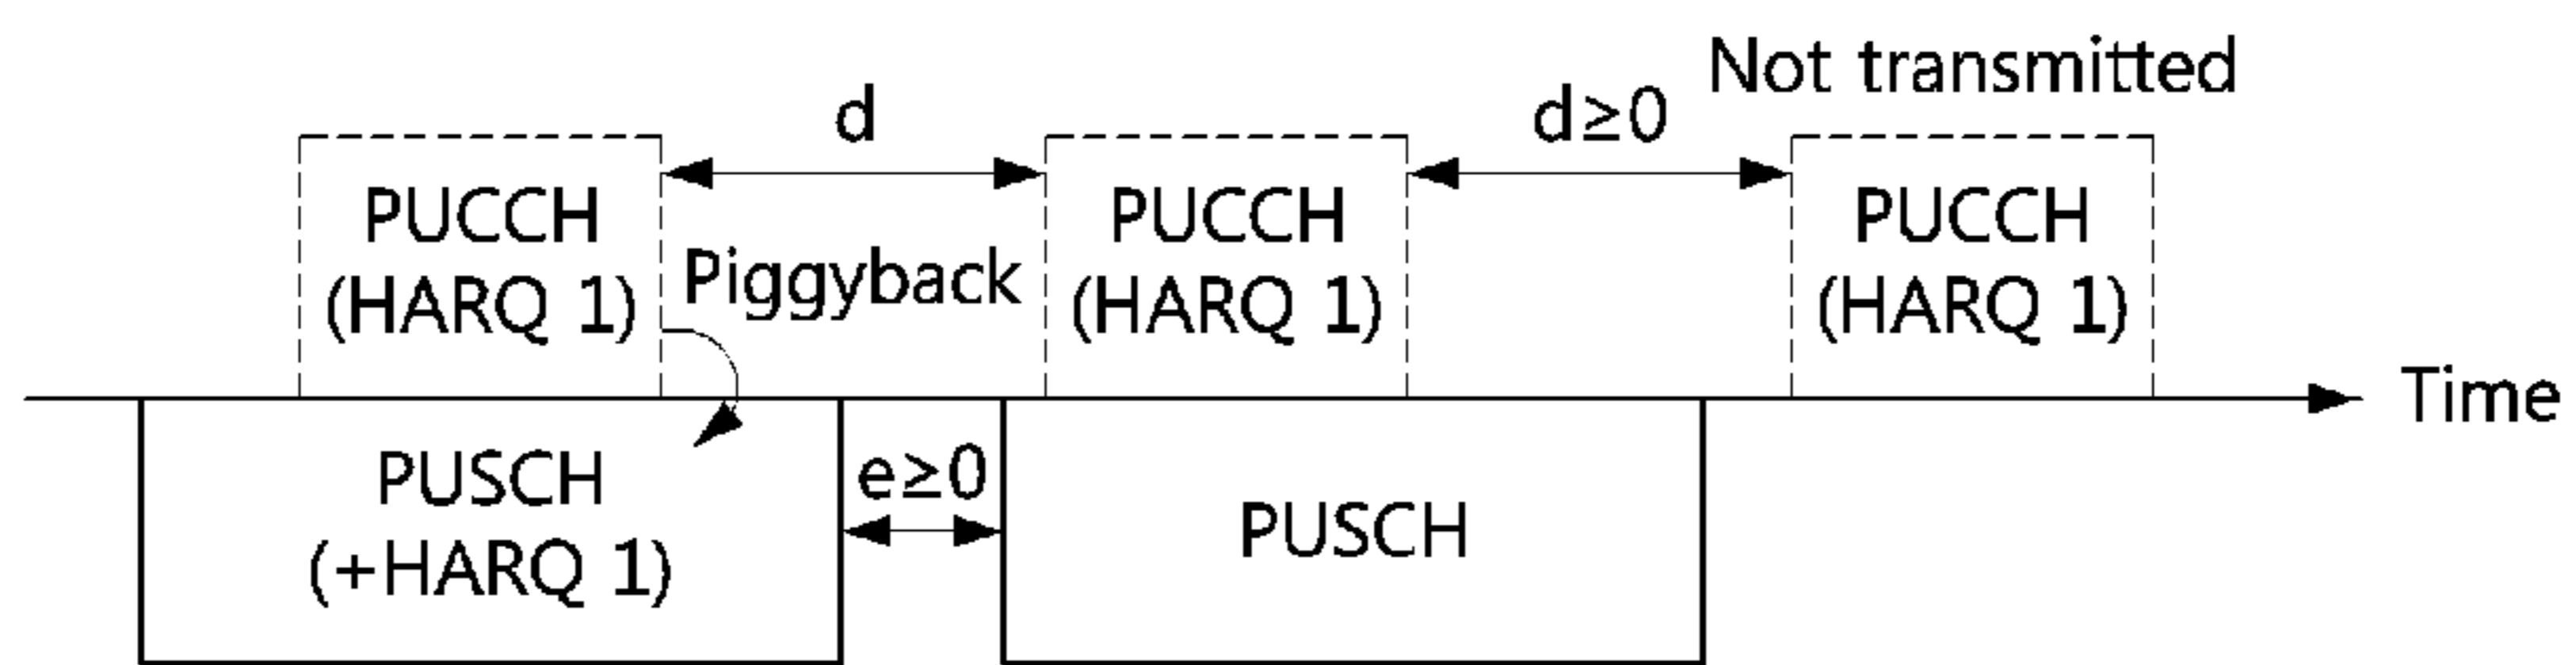 Not transmitted
d
d≥0
PUCCH
(HARQ 1)
Piggyback
PUCCH
(HARQ 1)
PUCCH
(HARQ 1)
Time
PUSCH
(+HARQ 1)
e≥0
PUSCH